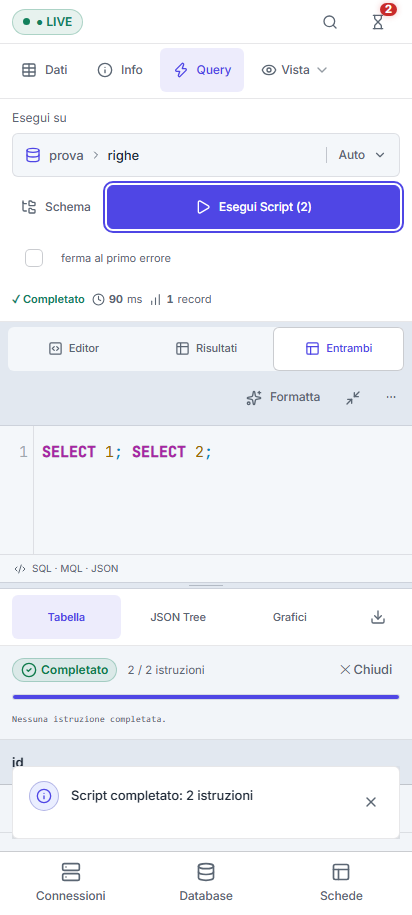 ● LIVE
2
Dati
Info
Query
Vista
Esegui su
prova > righe
Auto
Schema
Esegui Script (2)
ferma al primo errore
✓ Completato 90 ms 1 record
Editor
Risultati
Entrambi
Formatta
...
1 SELECT 1; SELECT 2;
</> SQL · MQL · JSON
Tabella
JSON Tree
Grafici
Completato 2 / 2 istruzioni
Chiudi
Nessuna istruzione completata.
id
Script completato: 2 istruzioni
Connessioni
Database
Schede